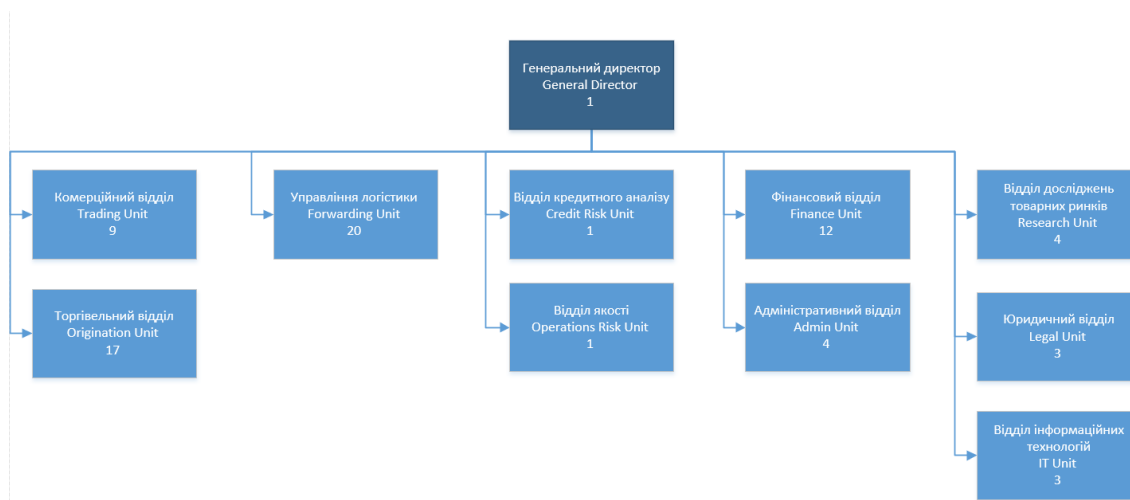 Генеральний директор
General Director
1
Комерційний відділ
Trading Unit
9
Управління логістики
Forwarding Unit
20
Відділ кредитного аналізу
Credit Risk Unit
1
Фінансовий відділ
Finance Unit
12
Відділ досліджень
товарних ринків
Research Unit
4
Торгівельний відділ
Origination Unit
17
Відділ якості
Operations Risk Unit
1
Адміністративний відділ
Admin Unit
4
Юридичний відділ
Legal Unit
3
Відділ інформаційних
технологій
IT Unit
3